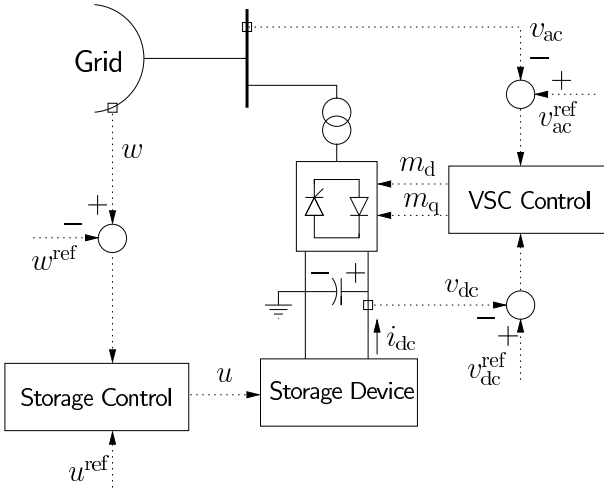 v_ac
Grid
− +
v_ac^ref
w
m_d
VSC Control
m_q
− +
w^ref
− +
v_dc
−
+
i_dc
v_dc^ref
Storage Control
u
Storage Device
u^ref